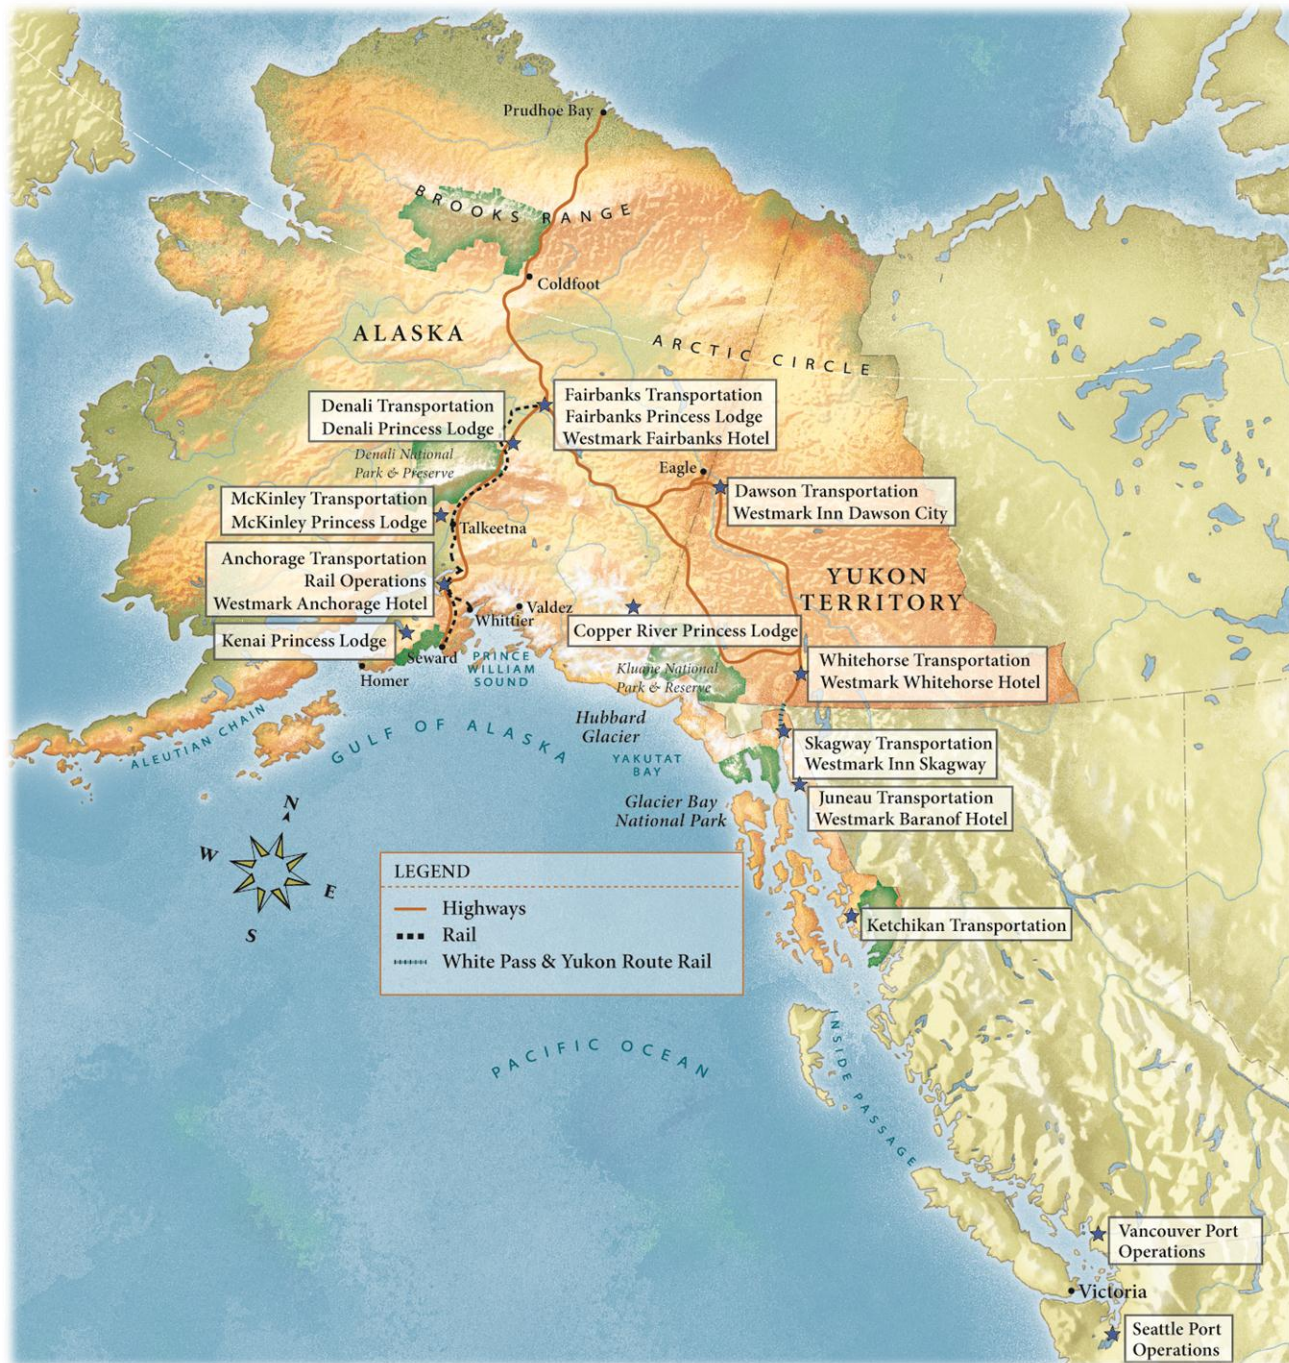 Prudhoe Bay
BROOKS RANGE
Coldfoot
ALASKA
ARCTIC CIRCLE
Denali Transportation
Denali Princess Lodge
Fairbanks Transportation
Fairbanks Princess Lodge
Westmark Fairbanks Hotel
Denali National
Park & Preserve
Eagle
McKinley Transportation
McKinley Princess Lodge
Dawson Transportation
Westmark Inn Dawson City
Talkeetna
Anchorage Transportation
Rail Operations
Westmark Anchorage Hotel
YUKON
TERRITORY
Valdez
Whittier
Copper River Princess Lodge
Kenai Princess Lodge
Seward
Homer
PRINCE
WILLIAM
SOUND
Kluane National
Park & Reserve
Whitehorse Transportation
Westmark Whitehorse Hotel
ALEUTIAN CHAIN
GULF OF ALASKA
Hubbard
Glacier
YAKUTAT
BAY
Skagway Transportation
Westmark Inn Skagway
Glacier Bay
National Park
Juneau Transportation
Westmark Baranof Hotel
N
W
E
S
LEGEND
Highways
Rail
White Pass & Yukon Route Rail
Ketchikan Transportation
PACIFIC OCEAN
INSIDE PASSAGE
Vancouver Port
Operations
Victoria
Seattle Port
Operations